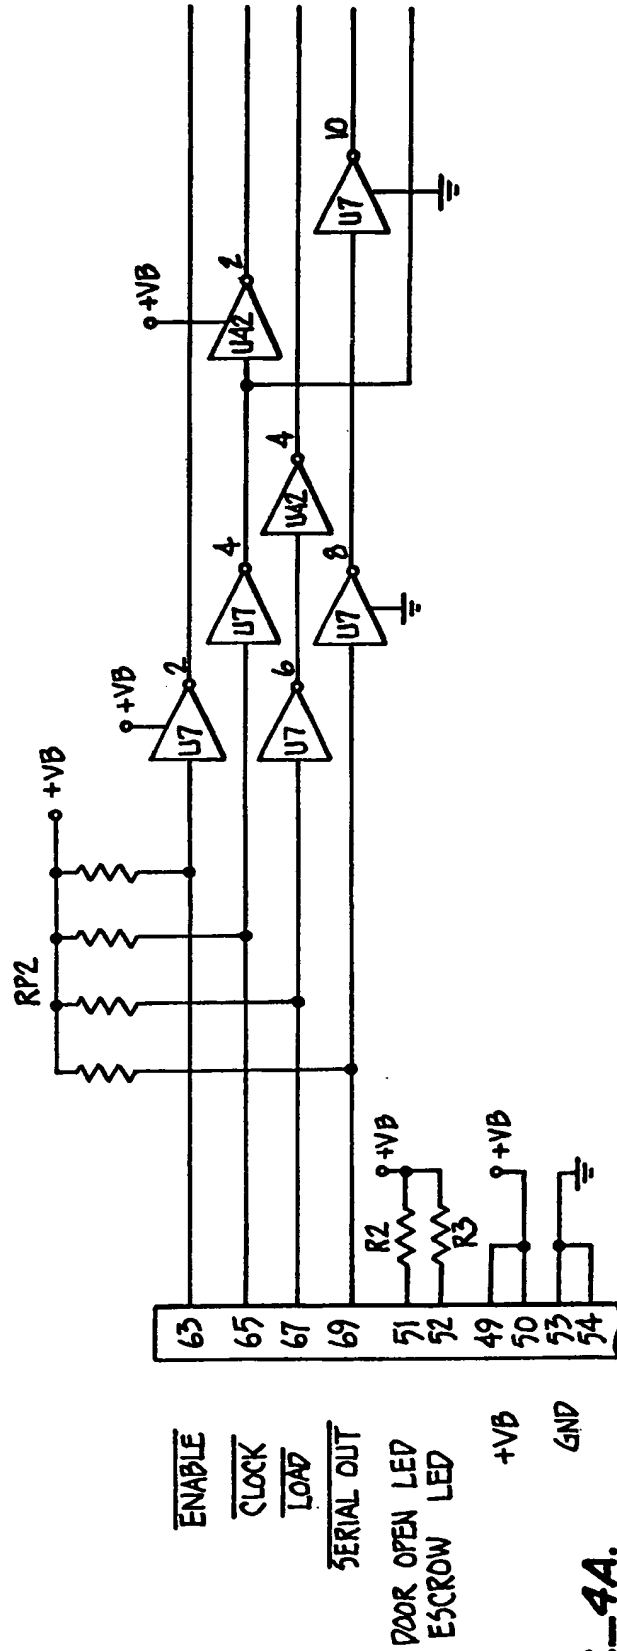 ENABLE
CLOCK
LOAD
SERIAL OUT
DOOR OPEN LED
ESCROW LED
+VB
GND
63
65
67
69
51
52
49
50
53
54
RP2
+VB
R2
R3
+VB
+VB
+VB
U7
2
U7
4
U7
6
U7
8
U42
4
+VB
U42
2
U7
10
4A.